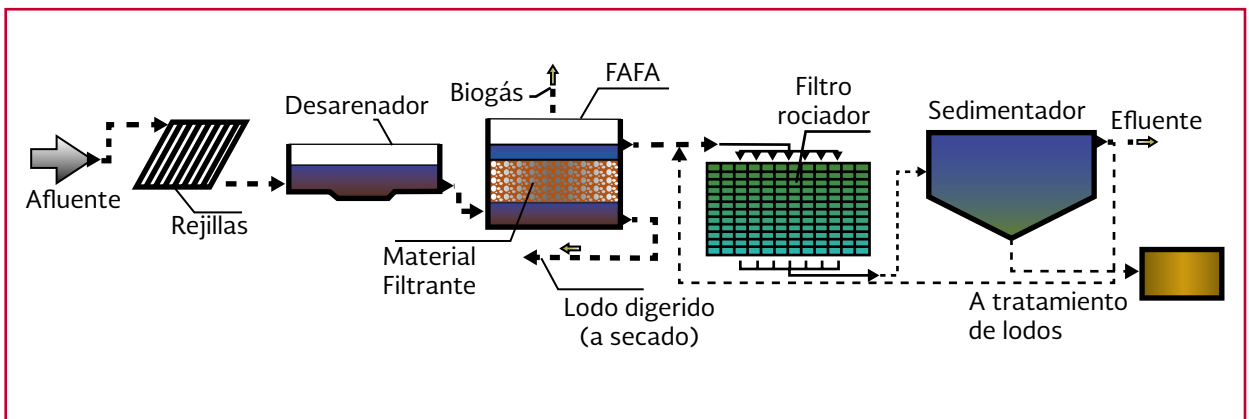 Afluente
Rejillas
Desarenador
Biogás
FAFA
Material
Filtrante
Lodo digerido
(a secado)
Filtro
rociador
Sedimentador
Efluente
A tratamiento
de lodos